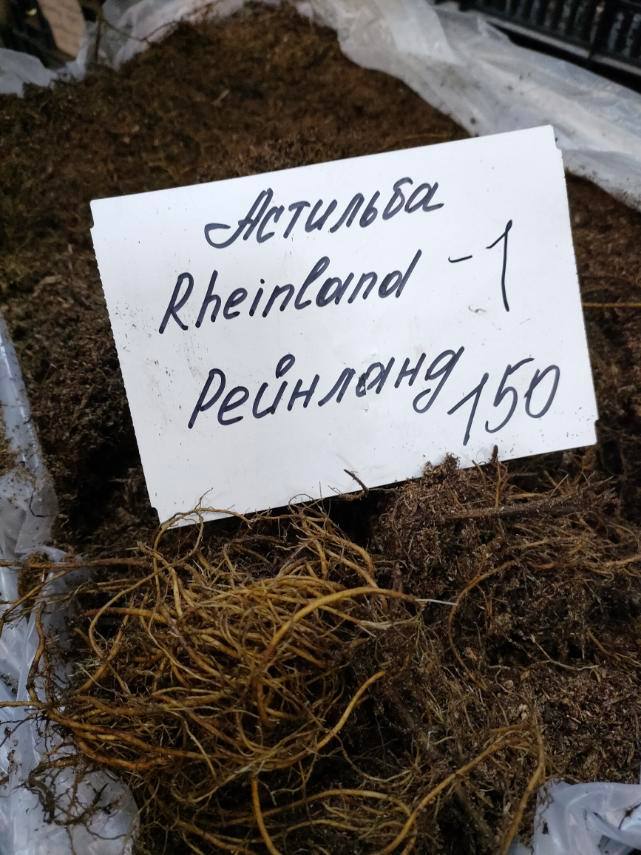 Астильба
Rheinland -1
Рейнланд 150